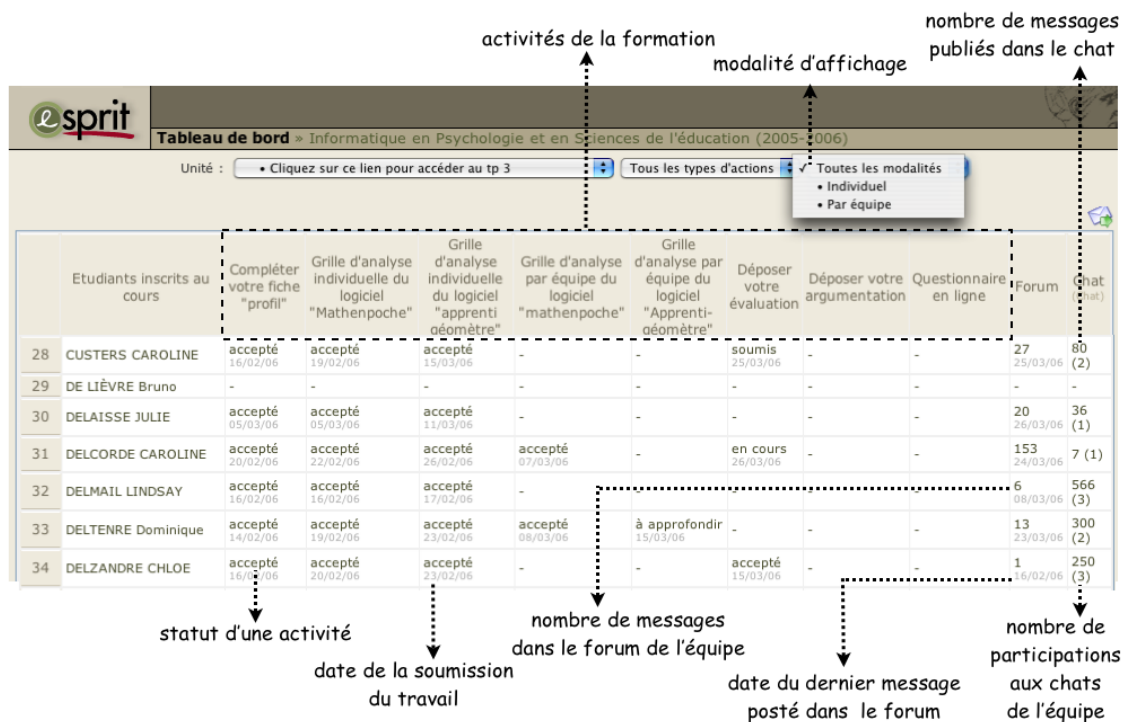 nombre de messages
publiés dans le chat
activités de la formation
modalité d'affichage
esprit
Tableau de bord » Informatique en Psychologie et en Sciences de l'éducation (2005-2006)
Unité : • Cliquez sur ce lien pour accéder au tp 3 Tous les types d'actions ✓ Toutes les modalités
• Individuel
• Par équipe
Etudiants inscrits au
cours
Compléter
votre fiche
"profil"
Grille d'analyse
individuelle du
logiciel
"Mathenpoche"
Grille
d'analyse
individuelle
du logiciel
"apprenti
géomètre"
Grille d'analyse
par équipe du
logiciel
"mathenpoche"
Grille
d'analyse par
équipe du
logiciel
"Apprenti-
géomètre"
Déposer
votre
évaluation
Déposer votre
argumentation
Questionnaire
en ligne
Forum
Chat
(Chat)
28 CUSTERS CAROLINE accepté accepté accepté - - soumis - - 27 80
16/02/06 19/02/06 15/03/06 25/03/06 25/03/06 (2)
29 DE LIÈVRE Bruno - - - - - - - - - -
30 DELAISSE JULIE accepté accepté accepté - - - - - 20 36
05/03/06 05/03/06 11/03/06 26/03/06 (1)
31 DELCORDE CAROLINE accepté accepté accepté accepté - en cours - - 153 7 (1)
20/02/06 22/02/06 26/02/06 07/03/06 26/03/06 24/03/06
32 DELMAIL LINDSAY accepté accepté accepté - - - - - 6 566
16/02/06 16/02/06 17/02/06 08/03/06 (3)
33 DELTENRE Dominique accepté accepté accepté accepté à approfondir - - - 13 300
14/02/06 19/02/06 23/02/06 08/03/06 15/03/06 23/03/06 (2)
34 DELZANDRE CHLOE accepté accepté accepté - - accepté - - 1 250
16/02/06 20/02/06 23/02/06 15/03/06 16/02/06 (3)
statut d'une activité
date de la soumission
du travail
nombre de messages
dans le forum de l'équipe
date du dernier message
posté dans le forum
nombre de
participations
aux chats
de l'équipe